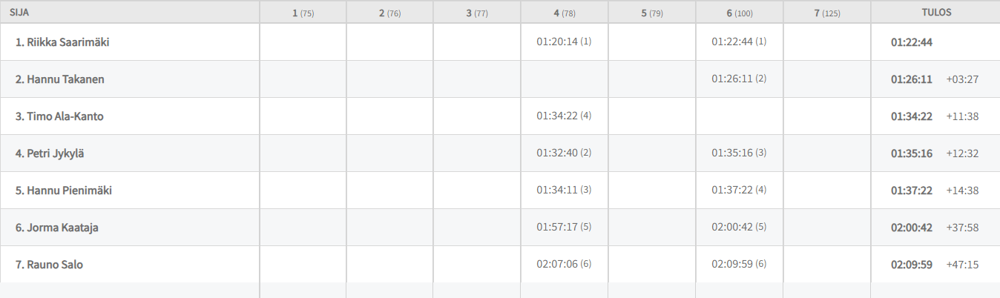 SIJA 1 (75) 2 (76) 3 (77) 4 (78) 5 (79) 6 (100) 7 (125) TULOS
1. Riikka Saarimäki 01:20:14 (1) 01:22:44 (1) 01:22:44
2. Hannu Takanen 01:26:11 (2) 01:26:11 +03:27
3. Timo Ala-Kanto 01:34:22 (4) 01:34:22 +11:38
4. Petri Jykylä 01:32:40 (2) 01:35:16 (3) 01:35:16 +12:32
5. Hannu Pienimäki 01:34:11 (3) 01:37:22 (4) 01:37:22 +14:38
6. Jorma Kaataja 01:57:17 (5) 02:00:42 (5) 02:00:42 +37:58
7. Rauno Salo 02:07:06 (6) 02:09:59 (6) 02:09:59 +47:15